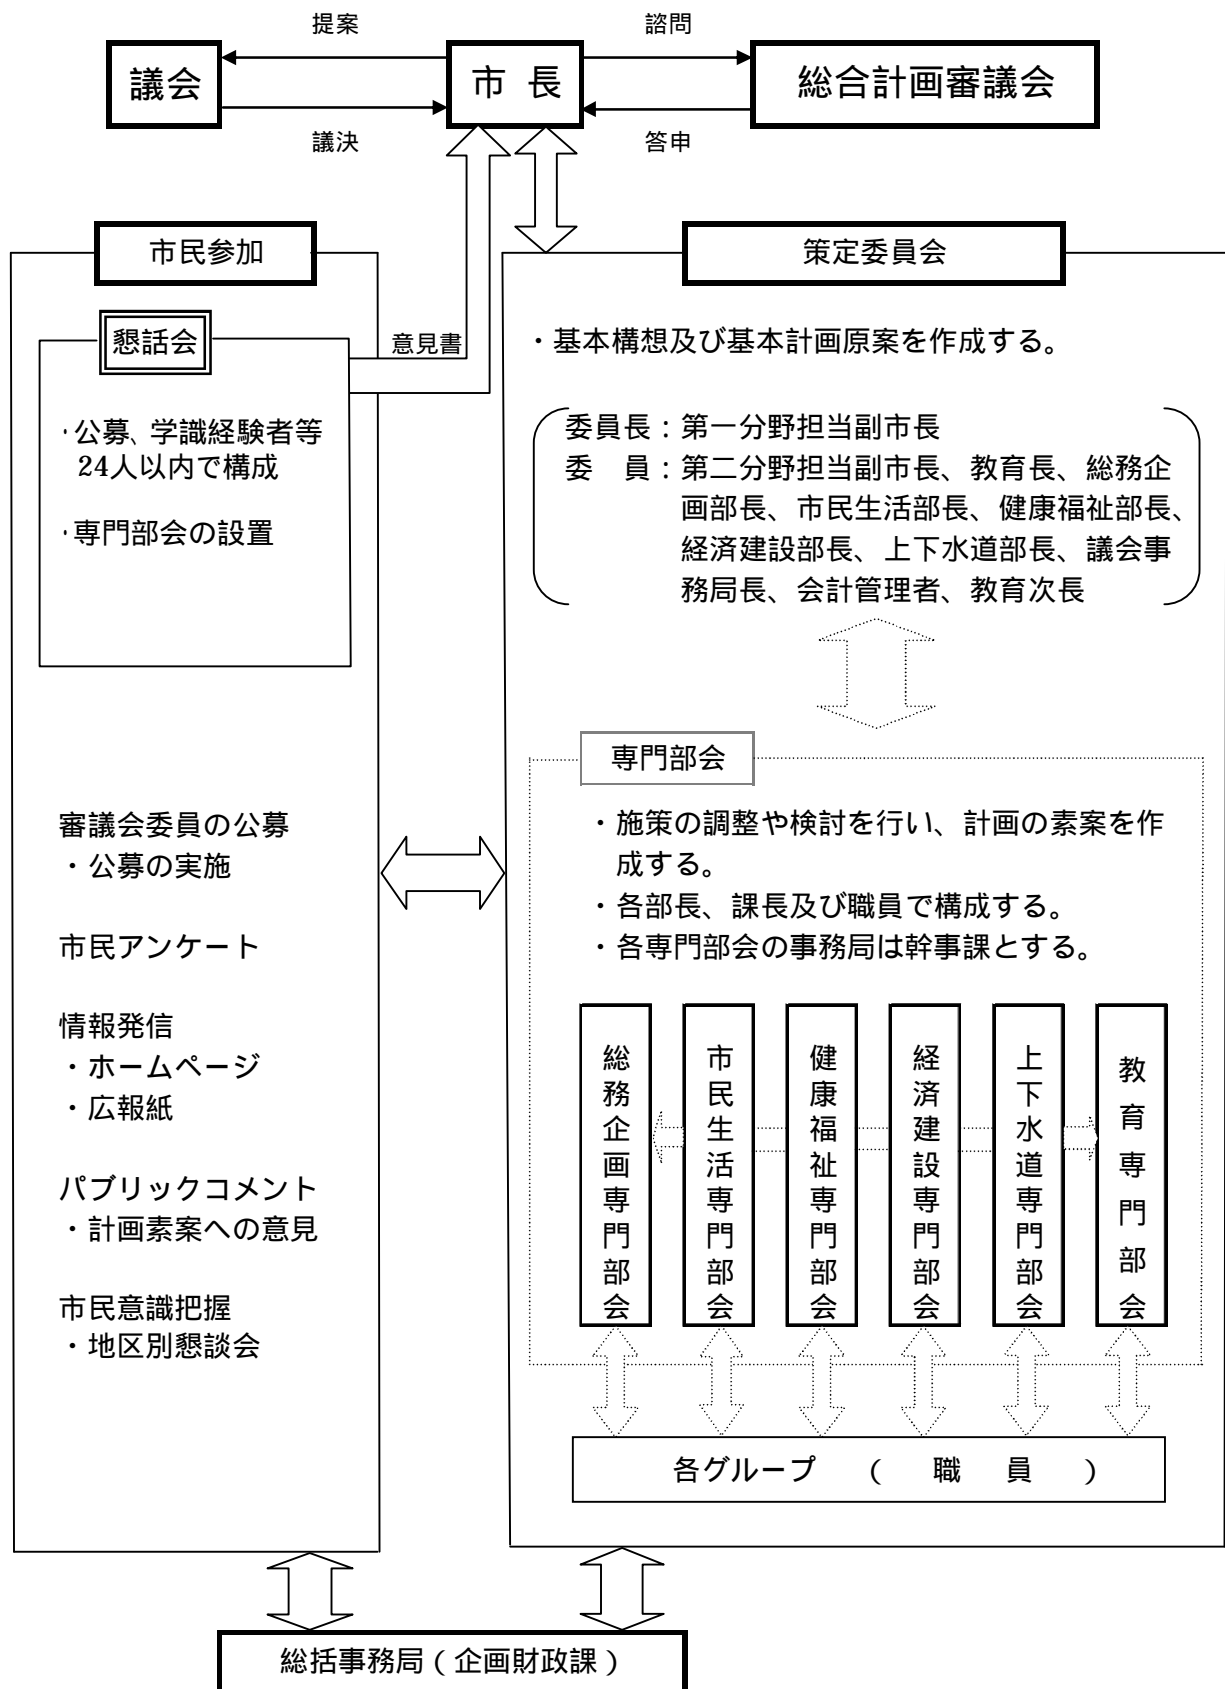 提案
諮問
議会
市 長
総合計画審議会
議決
答申
市民参加
懇話会
意見書
・公募、学識経験者等
24人以内で構成
・専門部会の設置
審議会委員の公募
・公募の実施
市民アンケート
情報発信
・ホームページ
・広報紙
パブリックコメント
・計画素案への意見
市民意識把握
・地区別懇談会
策定委員会
・基本構想及び基本計画原案を作成する。
委員長:第一分野担当副市長
委 員:第二分野担当副市長、教育長、総務企
画部長、市民生活部長、健康福祉部長、
経済建設部長、上下水道部長、議会事
務局長、会計管理者、教育次長
専門部会
・施策の調整や検討を行い、計画の素案を作
成する。
・各部長、課長及び職員で構成する。
・各専門部会の事務局は幹事課とする。
総務企画専門部会
市民生活専門部会
健康福祉専門部会
経済建設専門部会
上下水道専門部会
教育専門部会
各グループ ( 職 員 )
総括事務局(企画財政課)